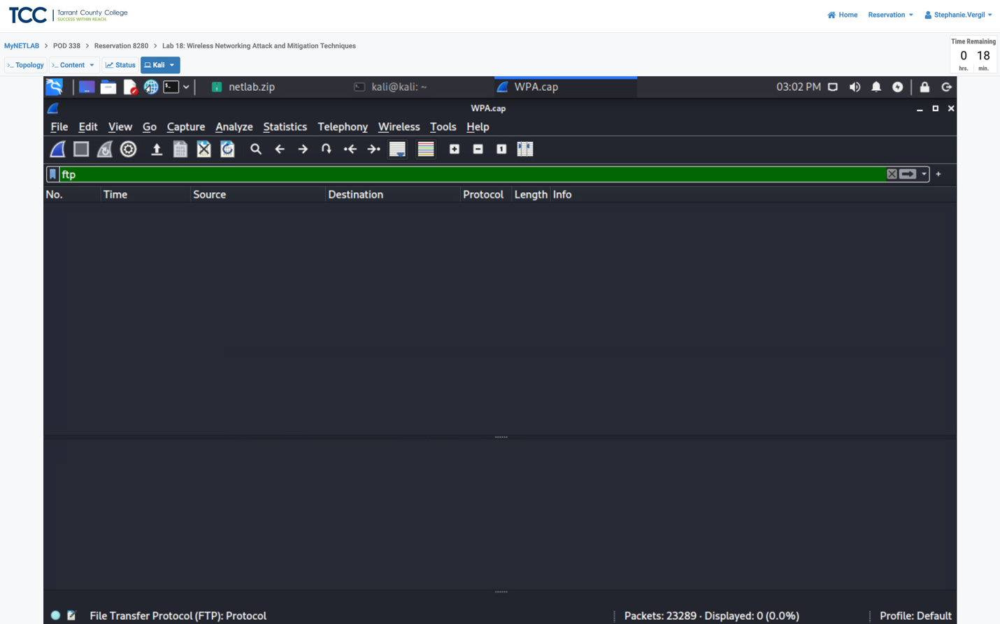 TCC | Tarrant County College
SUCCESS WITHIN REACH.
Home Reservation Stephanie.Vergil
MyNETLAB > POD 338 > Reservation 8280 > Lab 18: Wireless Networking Attack and Mitigation Techniques
Time Remaining
0 18
hrs. min.
>_ Topology >_ Content Status Kali
netlab.zip kali@kali: ~ WPA.cap 03:02 PM
WPA.cap
File Edit View Go Capture Analyze Statistics Telephony Wireless Tools Help
ftp
No. Time Source Destination Protocol Length Info
File Transfer Protocol (FTP): Protocol Packets: 23289 · Displayed: 0 (0.0%) Profile: Default